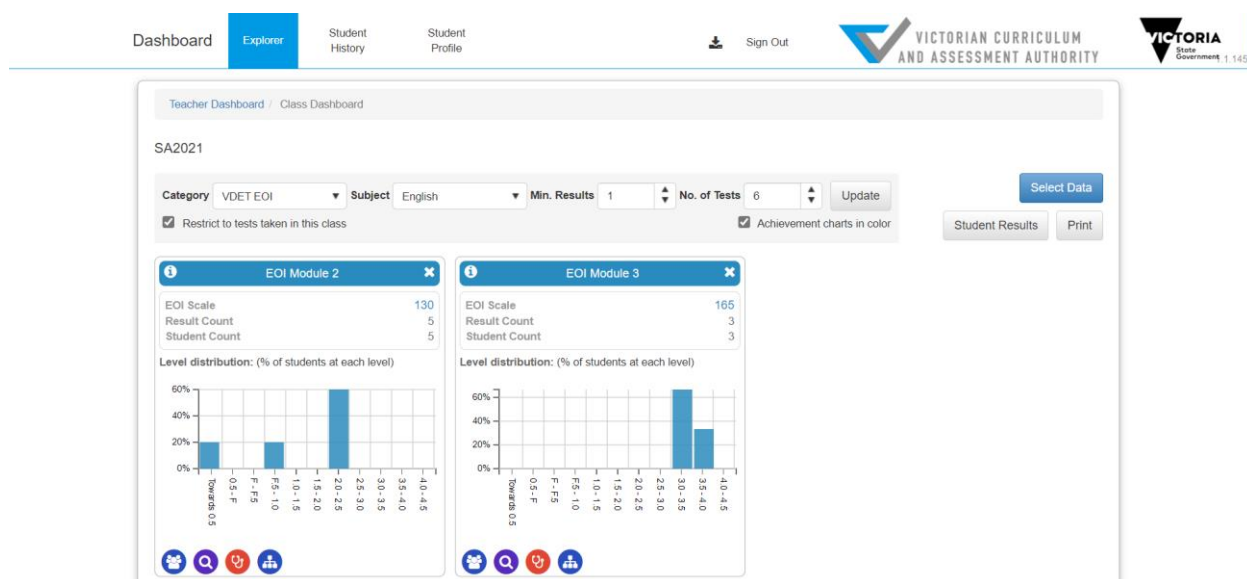 Dashboard
Explorer
Student
History
Student
Profile
Sign Out
VICTORIAN CURRICULUM
AND ASSESSMENT AUTHORITY
VICTORIA
State
Government
1.145
Teacher Dashboard / Class Dashboard
SA2021
Category VDET EOI Subject English Min. Results 1 No. of Tests 6 Update
Select Data
Restrict to tests taken in this class
Achievement charts in color
Student Results Print
EOI Module 2
EOI Scale 130
Result Count 5
Student Count 5
Level distribution: (% of students at each level)
60%
40%
20%
0%
Towards 0.5
0.5 - F
F - F.5
F.5 - 1.0
1.0 - 1.5
1.5 - 2.0
2.0 - 2.5
2.5 - 3.0
3.0 - 3.5
3.5 - 4.0
4.0 - 4.5
EOI Module 3
EOI Scale 165
Result Count 3
Student Count 3
Level distribution: (% of students at each level)
60%
40%
20%
0%
Towards 0.5
0.5 - F
F - F.5
F.5 - 1.0
1.0 - 1.5
1.5 - 2.0
2.0 - 2.5
2.5 - 3.0
3.0 - 3.5
3.5 - 4.0
4.0 - 4.5